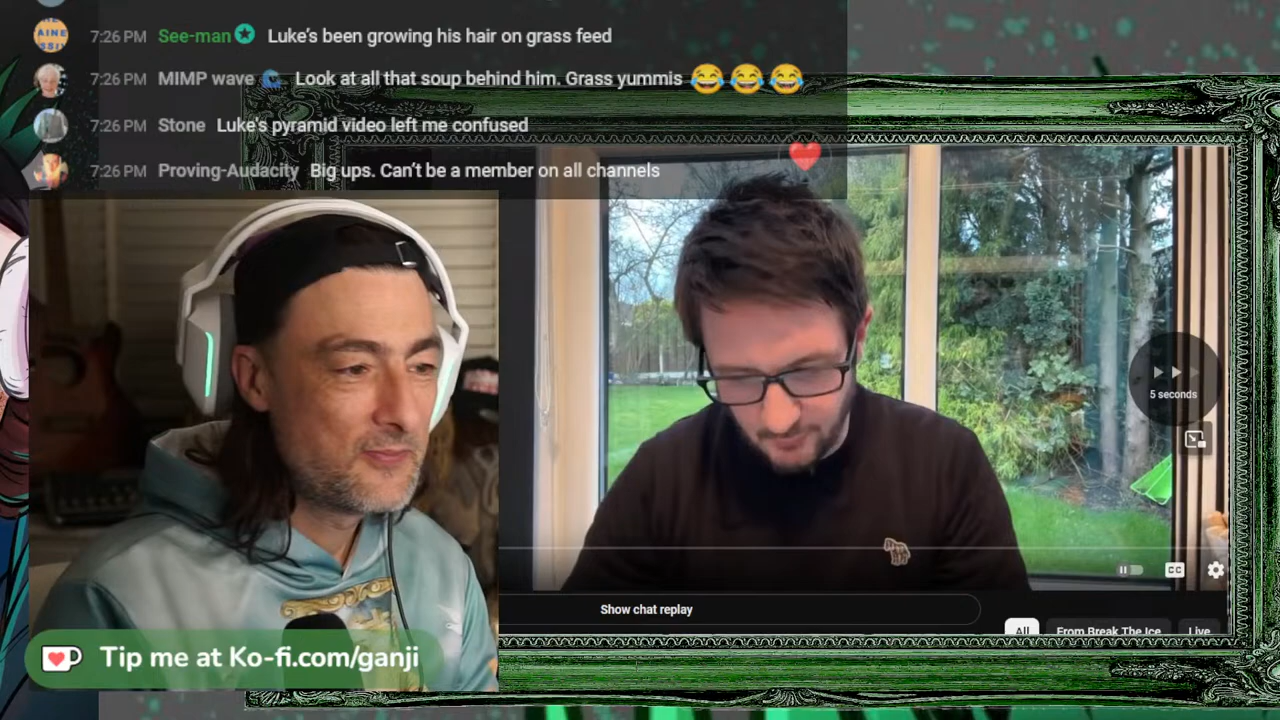 7:26 PM See-man Luke's been growing his hair on grass feed
7:26 PM MIMP wave Look at all that soup behind him. Grass yummis 😂😂😂
7:26 PM Stone Luke's pyramid video left me confused
7:26 PM Proving-Audacity Big ups. Can't be a member on all channels
5 seconds
CC
Show chat replay
All From Break The Ice Live
Tip me at Ko-fi.com/ganji